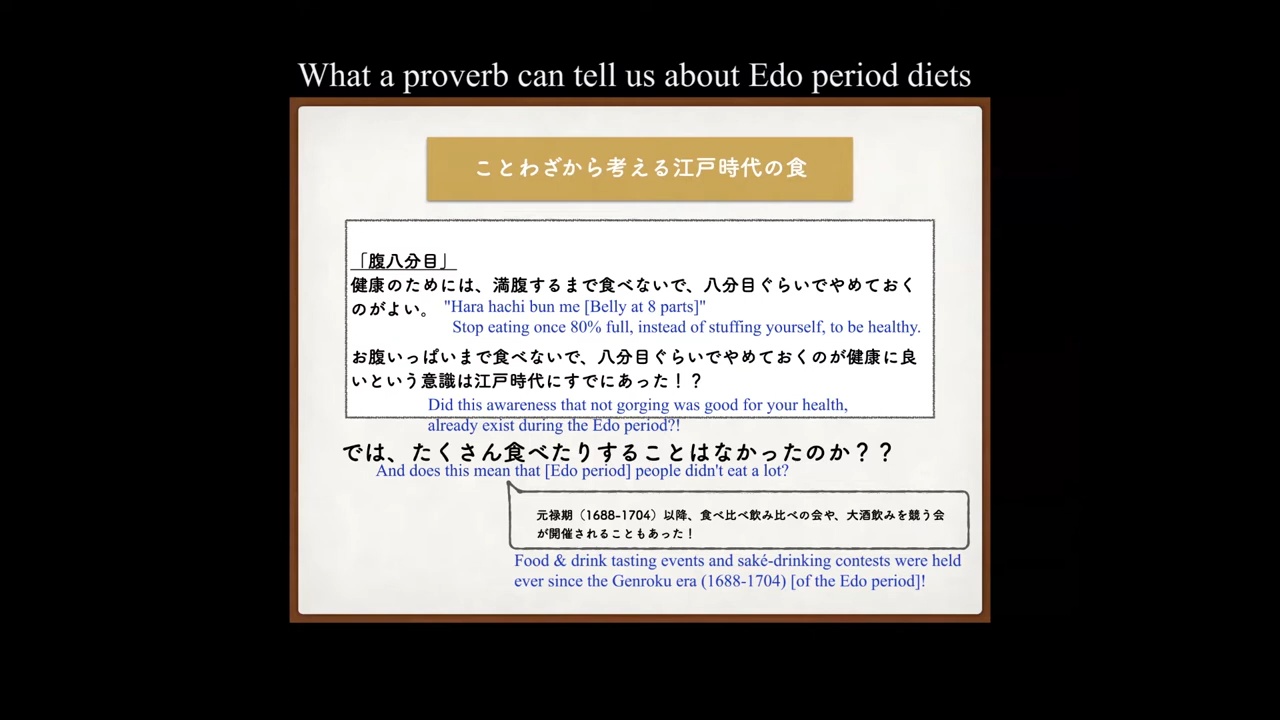 What a proverb can tell us about Edo period diets
ことわざから考える江戸時代の食
「腹八分目」
健康のためには、満腹するまで食べないで、八分目ぐらいでやめておく
のがよい。
"Hara hachi bun me [Belly at 8 parts]"
Stop eating once 80% full, instead of stuffing yourself, to be healthy.
お腹いっぱいまで食べないで、八分目ぐらいでやめておくのが健康に良
いという意識は江戸時代にすでにあった！？
Did this awareness that not gorging was good for your health,
already exist during the Edo period?!
では、たくさん食べたりすることはなかったのか？？
And does this mean that [Edo period] people didn't eat a lot?
元禄期（1688-1704）以降、食べ比べ飲み比べの会や、大酒飲みを競う会
が開催されることもあった！
Food & drink tasting events and saké-drinking contests were held
ever since the Genroku era (1688-1704) [of the Edo period]!